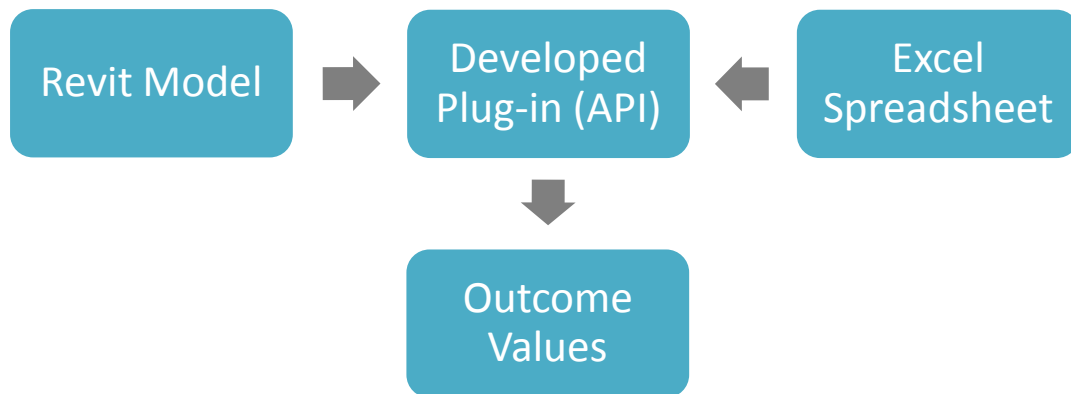 Revit Model
Developed
Plug-in (API)
Excel
Spreadsheet
Outcome
Values